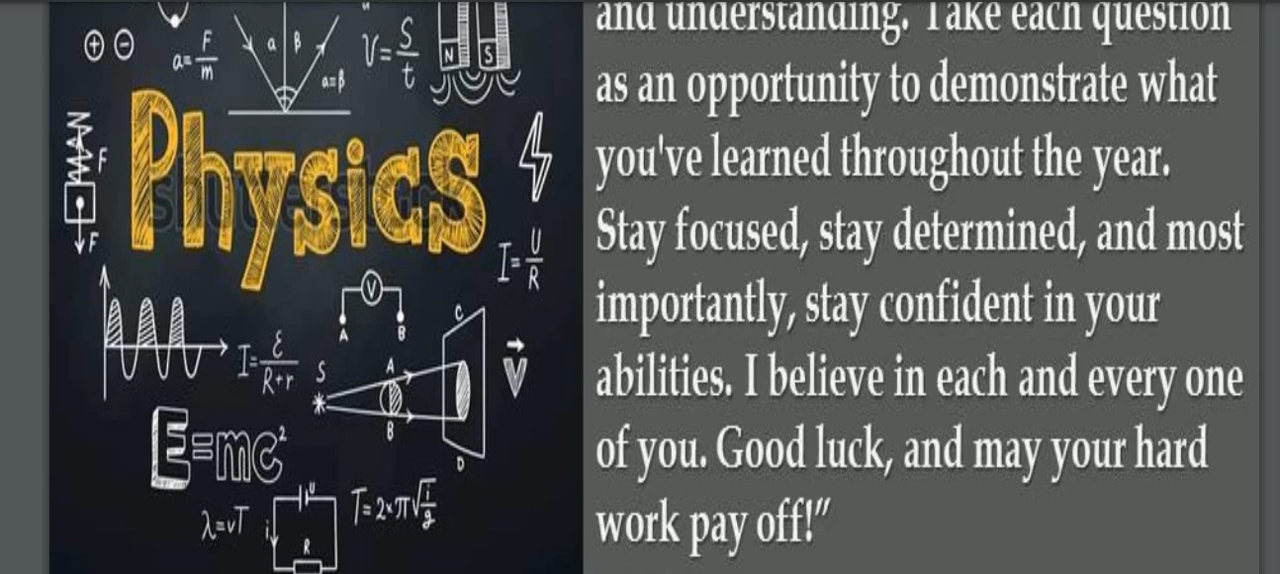 a
⊕ ⊖
a = F/m
α β
α=β
υ = S/t
N S
Physics
F
F
I = U/R
V
A B
I = ε/R+r
S
A
B
C
D
V
E=mc²
λ=vT
U
i
R
T=2×π√i/g
and understanding. Take each question
as an opportunity to demonstrate what
you've learned throughout the year.
Stay focused, stay determined, and most
importantly, stay confident in your
abilities. I believe in each and every one
of you. Good luck, and may your hard
work pay off!”